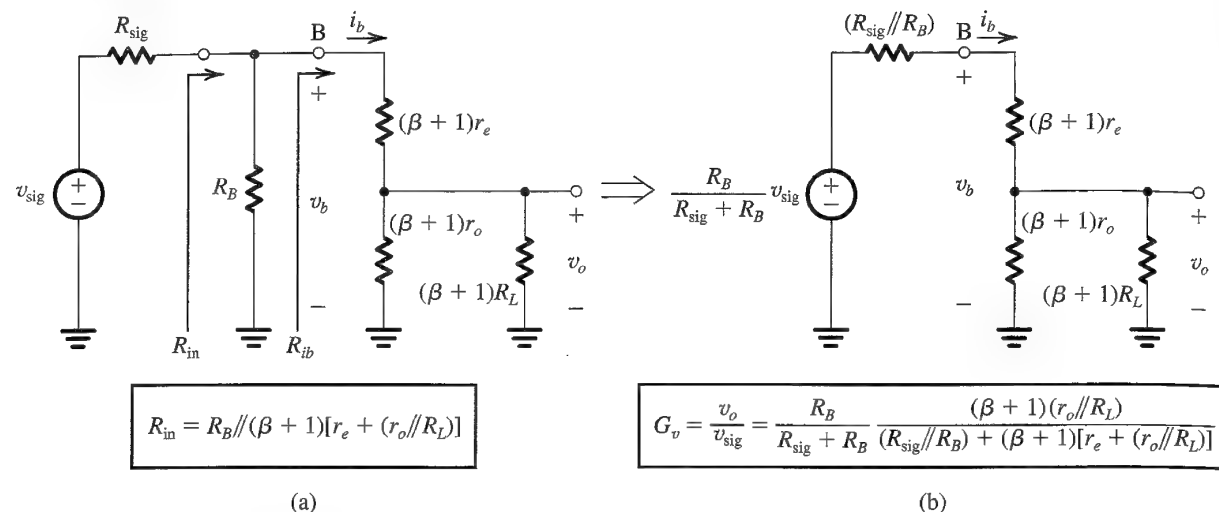 R_sig
B
i_b
+
(β + 1)r_e
v_sig
+
−
R_B
v_b
(β + 1)r_o
+
v_o
(β + 1)R_L
−
−
R_in
R_ib
R_in = R_B//(β + 1)[r_e + (r_o//R_L)]
(a)
⇒
(R_sig//R_B)
B
i_b
+
(β + 1)r_e
R_B / (R_sig + R_B) v_sig
+
−
v_b
(β + 1)r_o
+
v_o
−
(β + 1)R_L
−
G_v = v_o / v_sig = R_B / (R_sig + R_B) (β + 1)(r_o//R_L) / ((R_sig//R_B) + (β + 1)[r_e + (r_o//R_L)])
(b)